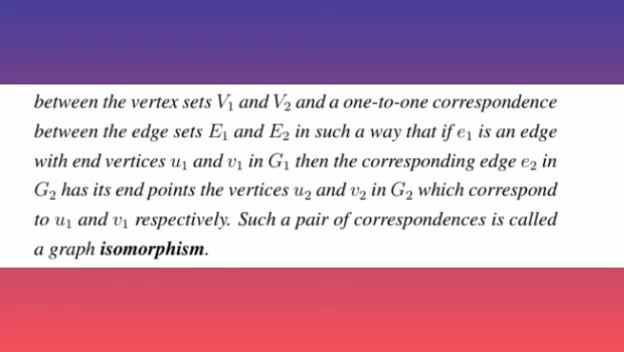 between the vertex sets V₁ and V₂ and a one-to-one correspondence
between the edge sets E₁ and E₂ in such a way that if e₁ is an edge
with end vertices u₁ and v₁ in G₁ then the corresponding edge e₂ in
G₂ has its end points the vertices u₂ and v₂ in G₂ which correspond
to u₁ and v₁ respectively. Such a pair of correspondences is called
a graph isomorphism.